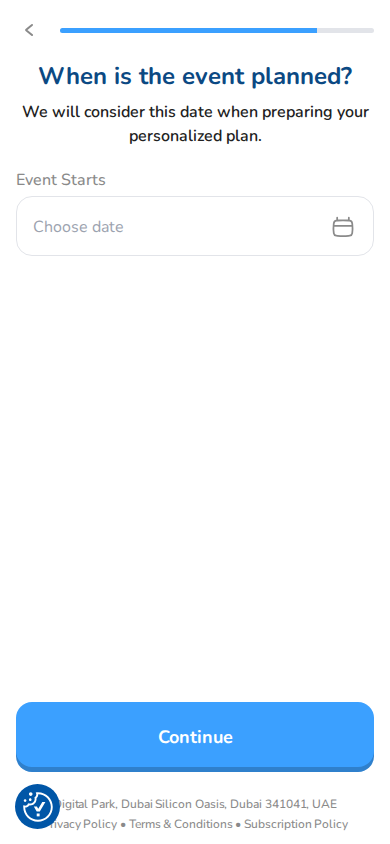 When is the event planned?
We will consider this date when preparing your
personalized plan.
Event Starts
Choose date
Continue
Digital Park, Dubai Silicon Oasis, Dubai 341041, UAE
Policy • Terms & Conditions • Subscription Policy